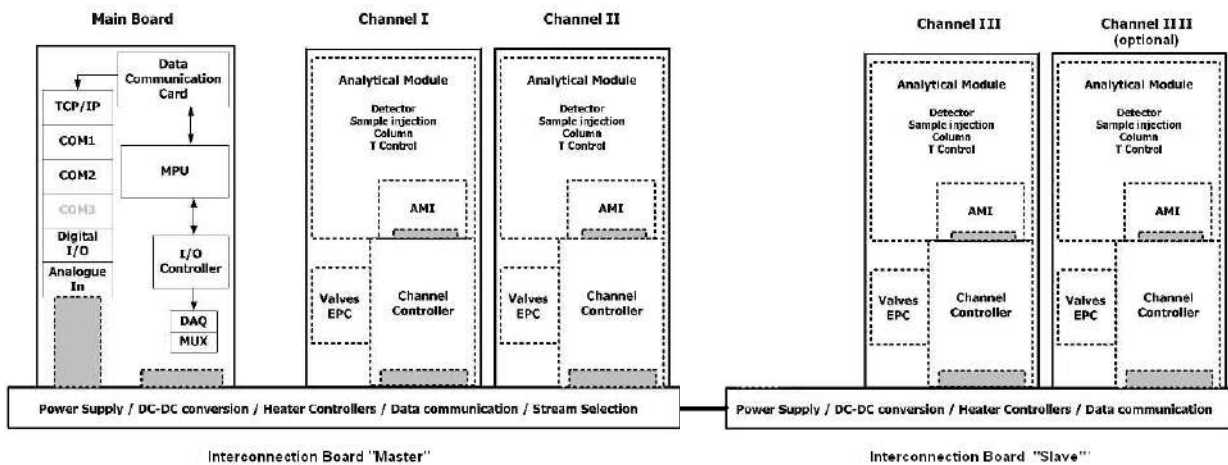 Main Board
Channel I
Channel II
Channel III
Channel IIII
(optional)
Data
Communication
Card
TCP/IP
COM1
COM2
COM3
Digital
I/O
Analogue
In
MPU
I/O
Controller
DAQ
MUX
Analytical Module
Detector
Sample injection
Column
T Control
AMI
Valves
EPC
Channel
Controller
Analytical Module
Detector
Sample injection
Column
T Control
AMI
Valves
EPC
Channel
Controller
Analytical Module
Detector
Sample injection
Column
T Control
AMI
Valves
EPC
Channel
Controller
Analytical Module
Detector
Sample injection
Column
T Control
AMI
Valves
EPC
Channel
Controller
Power Supply / DC-DC conversion / Heater Controllers / Data communication / Stream Selection
Power Supply / DC-DC conversion / Heater Controllers / Data communication
Interconnection Board "Master"
Interconnection Board "Slave"